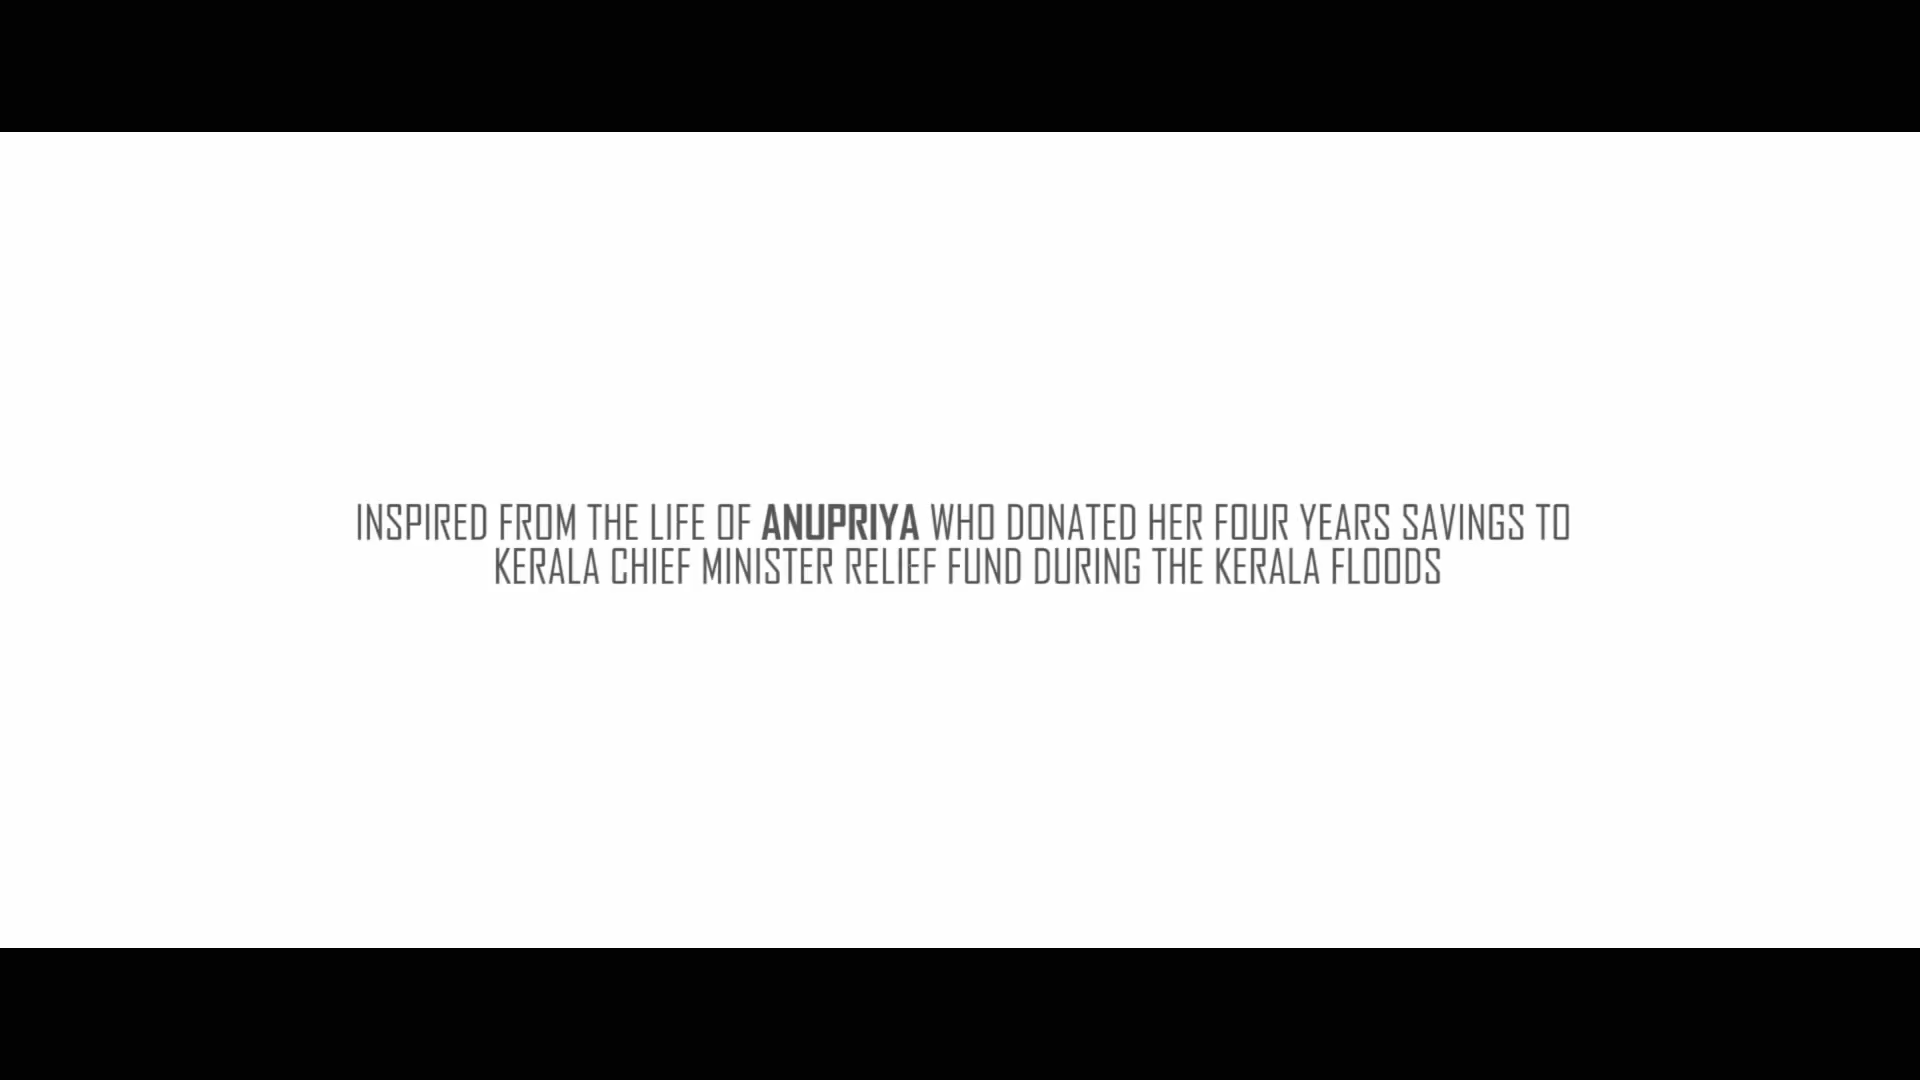 INSPIRED FROM THE LIFE OF ANUPRIYA WHO DONATED HER FOUR YEARS SAVINGS TO
KERALA CHIEF MINISTER RELIEF FUND DURING THE KERALA FLOODS